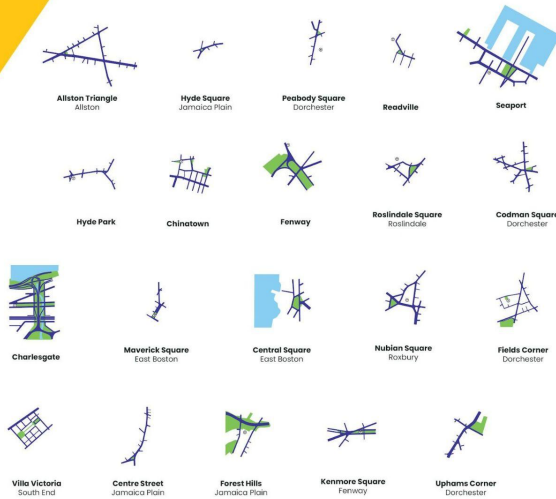 Allston Triangle
Allston
Hyde Square
Jamaica Plain
Peabody Square
Dorchester
Readville
Seaport
Hyde Park
Chinatown
Fenway
Roslindale Square
Roslindale
Codman Square
Dorchester
Charlesgate
Maverick Square
East Boston
Central Square
East Boston
Nubian Square
Roxbury
Fields Corner
Dorchester
Villa Victoria
South End
Centre Street
Jamaica Plain
Forest Hills
Jamaica Plain
Kenmore Square
Fenway
Uphams Corner
Dorchester